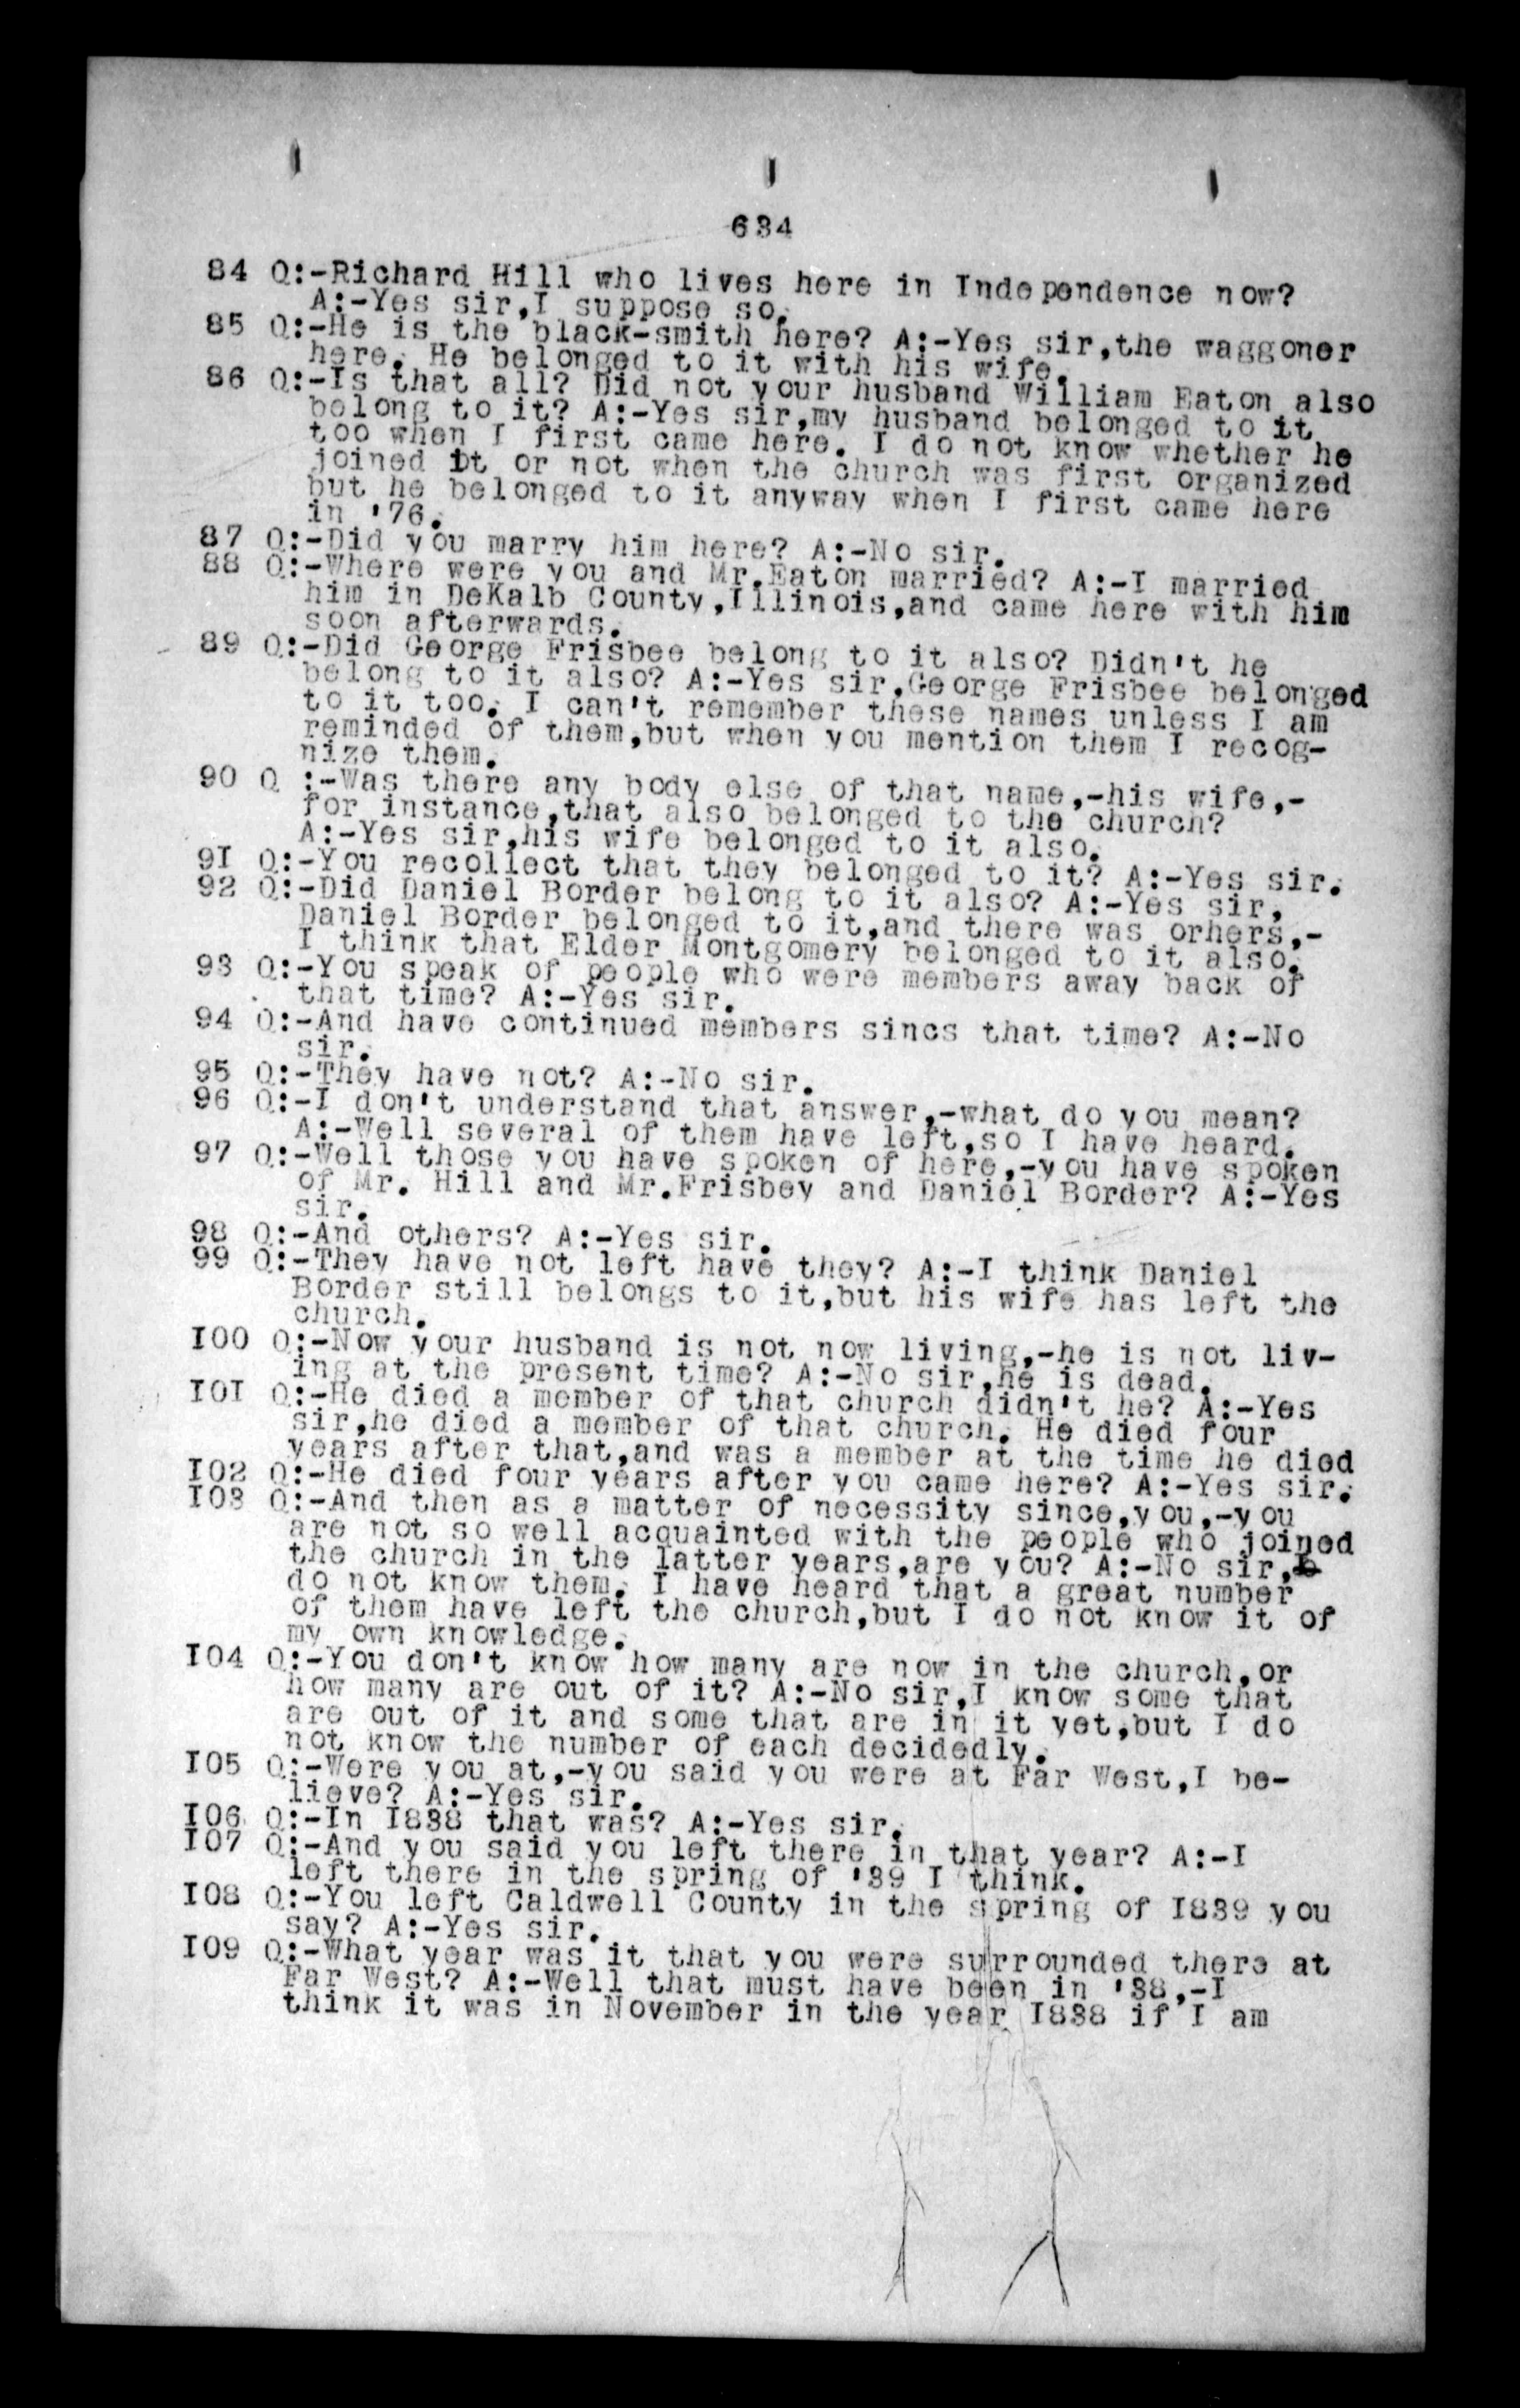 634
84 Q:-Richard Hill who lives here in Independence now?
A:-Yes sir,I suppose so.
85 Q:-He is the black-smith here? A:-Yes sir,the waggoner
here. He belonged to it with his wife.
86 Q:-Is that all? Did not your husband William Eaton also
belong to it? A:-Yes sir,my husband belonged to it
too when I first came here. I do not know whether he
joined it or not when the church was first organized
but he belonged to it anyway when I first came here
in '76.
87 Q:-Did you marry him here? A:-No sir.
88 Q:-Where were you and Mr.Eaton married? A:-I married
him in DeKalb County,Illinois,and came here with him
soon afterwards.
89 Q:-Did George Frisbee belong to it also? Didn't he
belong to it also? A:-Yes sir,George Frisbee belonged
to it too. I can't remember these names unless I am
reminded of them,but when you mention them I recog-
nize them.
90 Q :-Was there any body else of that name,-his wife,-
for instance,that also belonged to the church?
A:-Yes sir,his wife belonged to it also.
9I Q:-You recollect that they belonged to it? A:-Yes sir.
92 Q:-Did Daniel Border belong to it also? A:-Yes sir,
Daniel Border belonged to it,and there was orhers,-
I think that Elder Montgomery belonged to it also.
93 Q:-You speak of people who were members away back of
that time? A:-Yes sir.
94 Q:-And have continued members sincs that time? A:-No
sir.
95 Q:-They have not? A:-No sir.
96 Q:-I don't understand that answer,-what do you mean?
A:-Well several of them have left,so I have heard.
97 Q:-Well those you have spoken of here,-you have spoken
of Mr. Hill and Mr.Frisbey and Daniel Border? A:-Yes
sir.
98 Q:-And others? A:-Yes sir.
99 Q:-They have not left have they? A:-I think Daniel
Border still belongs to it,but his wife has left the
church.
I00 Q:-Now your husband is not now living,-he is not liv-
ing at the present time? A:-No sir,he is dead.
I0I Q:-He died a member of that church didn't he? A:-Yes
sir,he died a member of that church. He died four
years after that,and was a member at the time he died
I02 Q:-He died four years after you came here? A:-Yes sir.
I03 Q:-And then as a matter of necessity since,you,-you
are not so well acquainted with the people who joined
the church in the latter years,are you? A:-No sir,I
do not know them. I have heard that a great number
of them have left the church,but I do not know it of
my own knowledge.
I04 Q:-You don't know how many are now in the church,or
how many are out of it? A:-No sir,I know some that
are out of it and some that are in it yet,but I do
not know the number of each decidedly.
I05 Q:-Were you at,-you said you were at Far West,I be-
lieve? A:-Yes sir.
I06 Q:-In I838 that was? A:-Yes sir.
I07 Q:-And you said you left there in that year? A:-I
left there in the spring of '39 I think.
I08 Q:-You left Caldwell County in the spring of I839 you
say? A:-Yes sir.
I09 Q:-What year was it that you were surrounded there at
Far West? A:-Well that must have been in '38,-I
think it was in November in the year I838 if I am